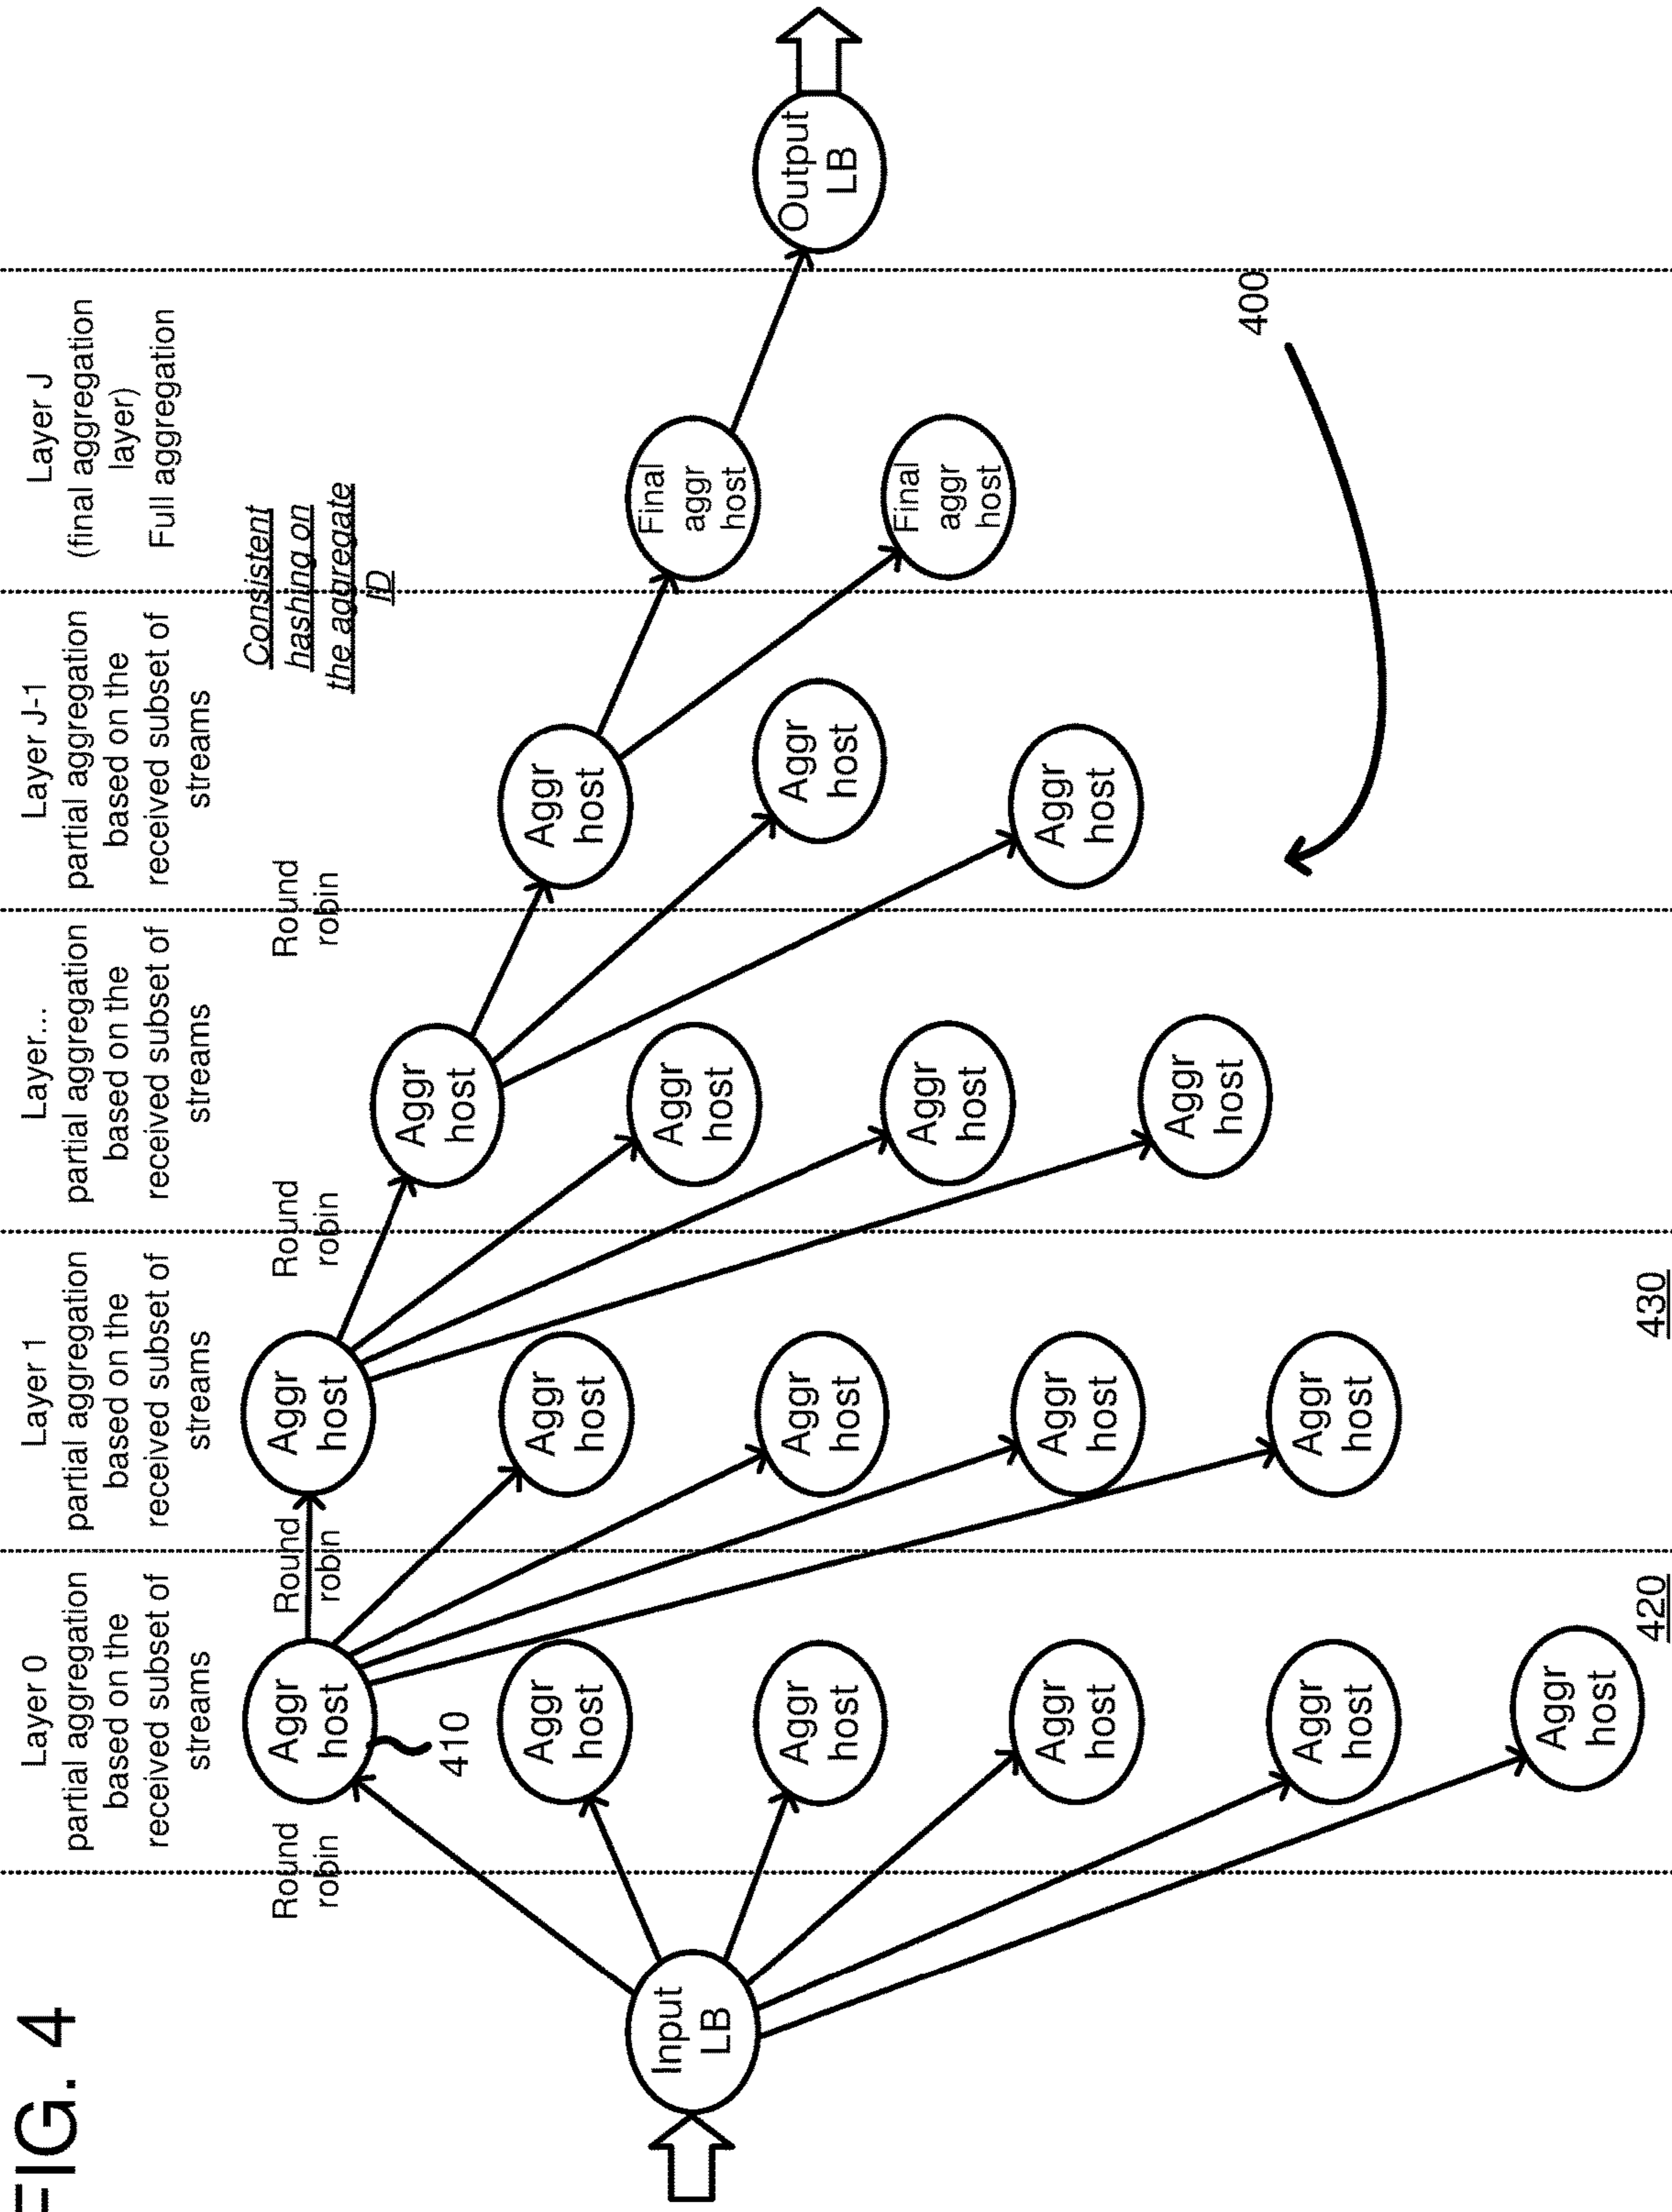 FIG. 4
Layer 0
partial aggregation
based on the
received subset of
streams
Layer 1
partial aggregation
based on the
received subset of
streams
Layer...
partial aggregation
based on the
received subset of
streams
Layer J-1
partial aggregation
based on the
received subset of
streams
Layer J
(final aggregation
layer)
Full aggregation
Round
robin
Round
robin
Round
robin
Round
robin
Consistent
hashing on
the aggregate
ID
Input
LB
Aggr
host
410
Aggr
host
Aggr
host
Aggr
host
Aggr
host
Aggr
host
420
Aggr
host
Aggr
host
Aggr
host
Aggr
host
Aggr
host
430
Aggr
host
Aggr
host
Aggr
host
Aggr
host
Aggr
host
Aggr
host
Aggr
host
Final
aggr
host
Final
aggr
host
Output
LB
400